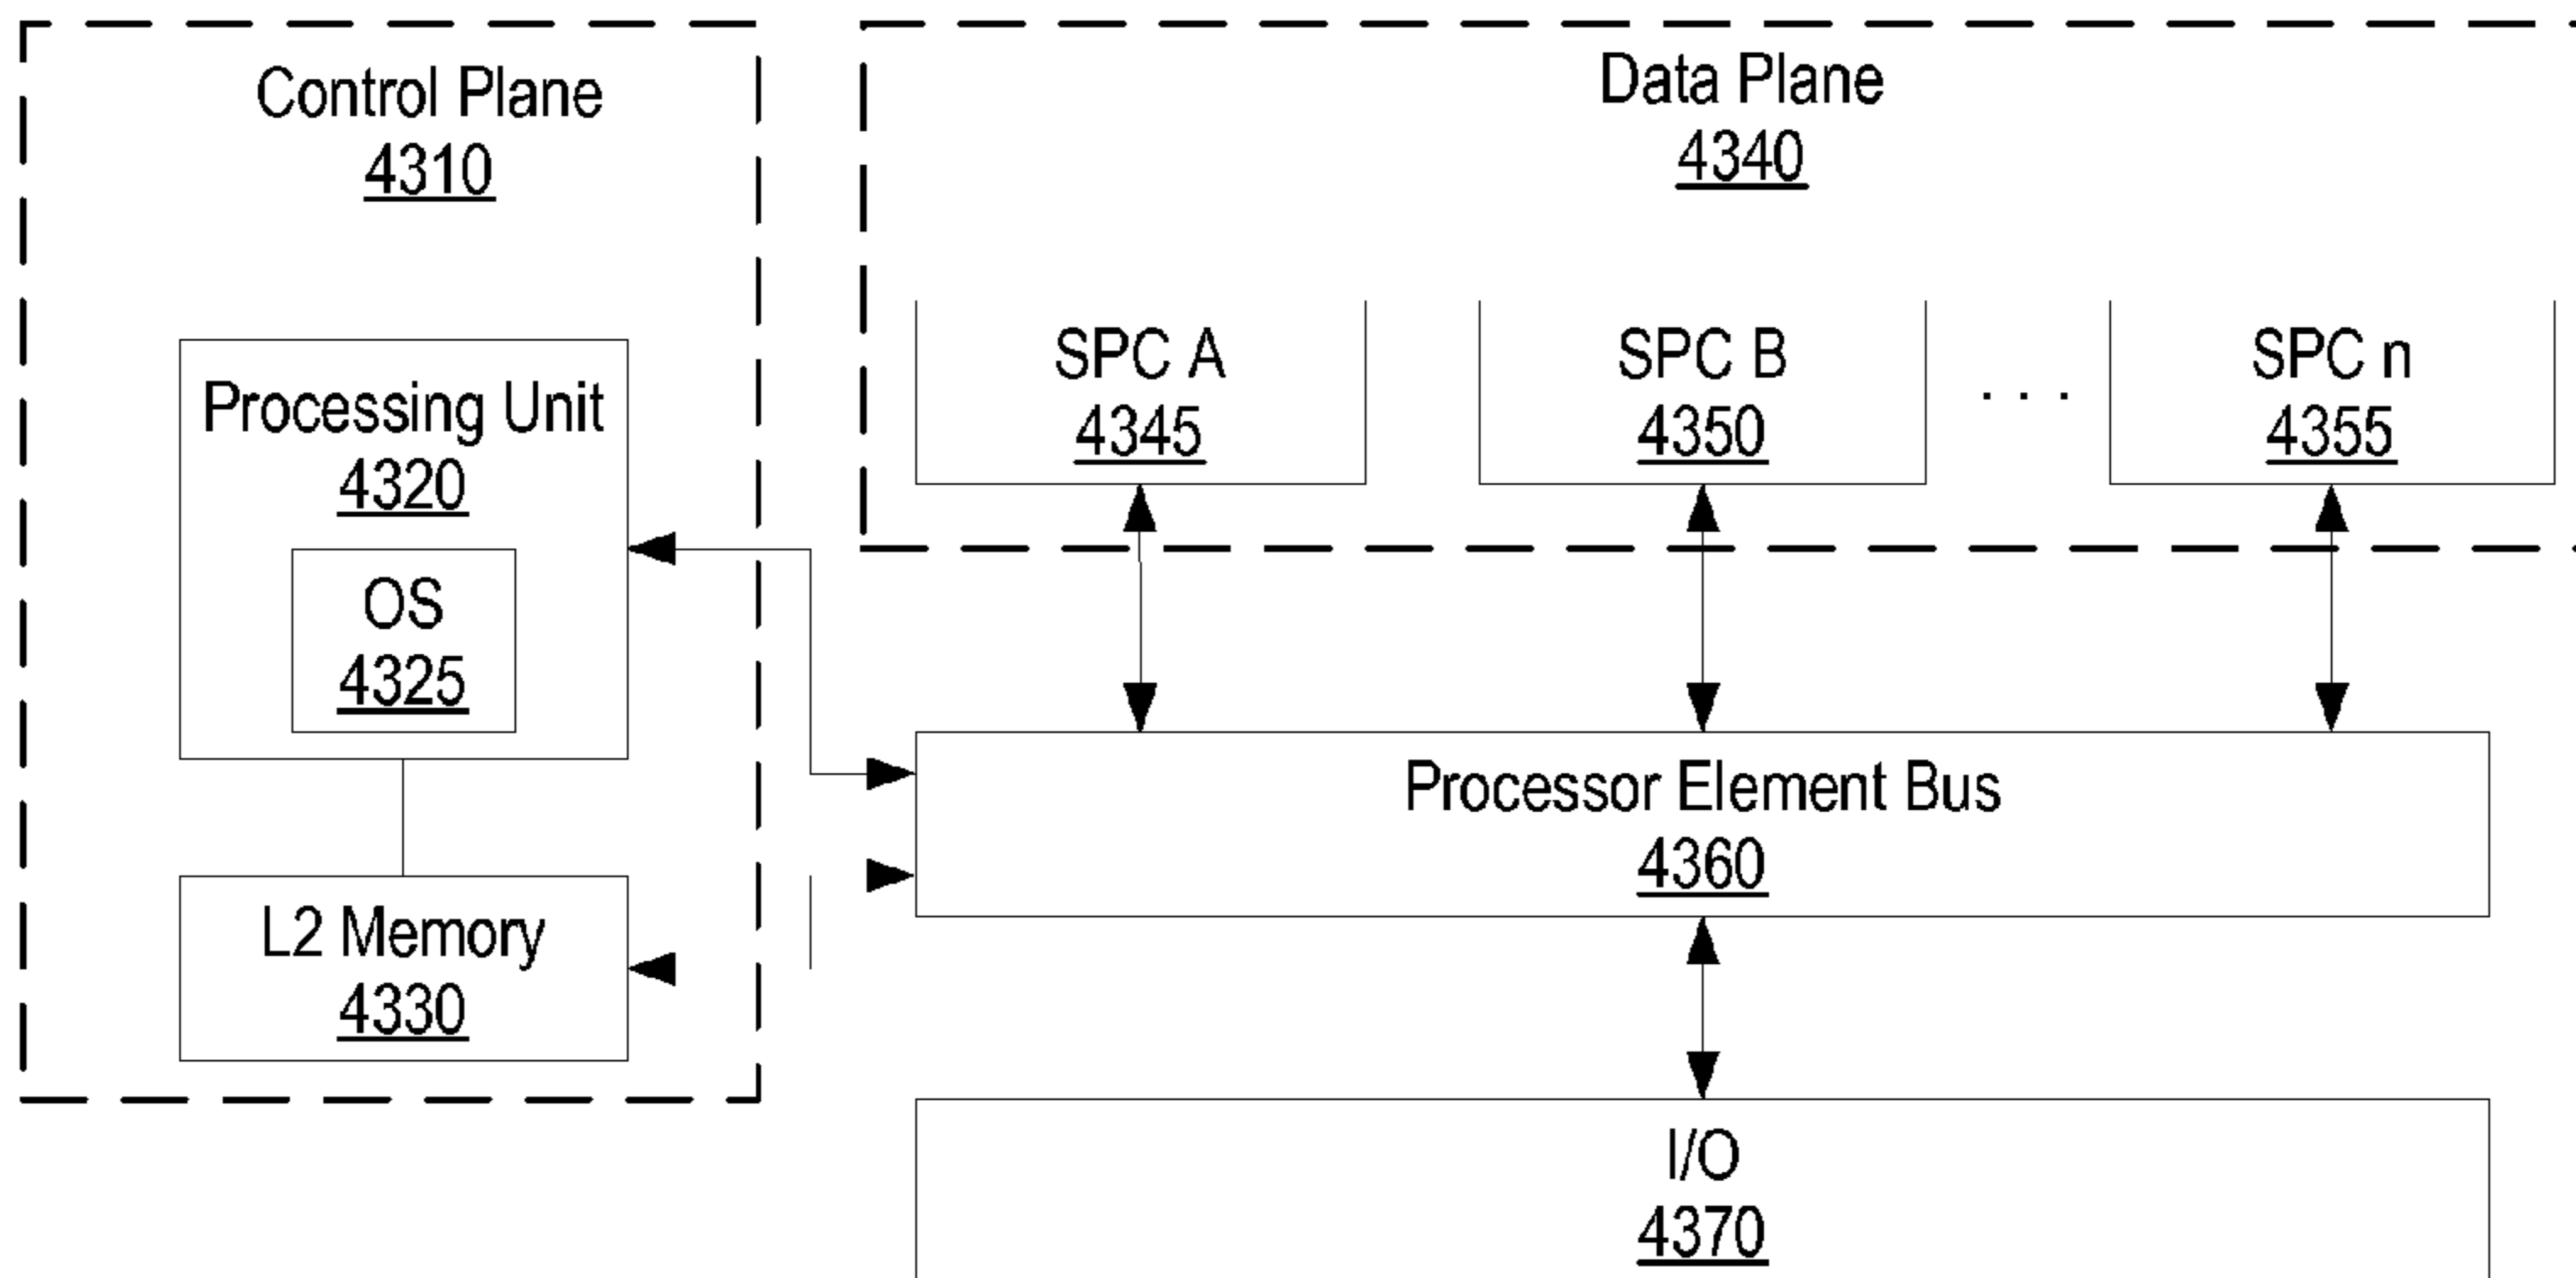 Control Plane
4310
Processing Unit
4320
OS
4325
L2 Memory
4330
Data Plane
4340
SPC A
4345
SPC B
4350
. . .
SPC n
4355
Processor Element Bus
4360
I/O
4370